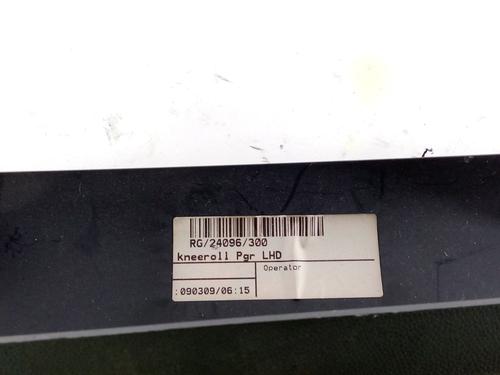 RG/24096/300
kneeroll Pgr LHD
Operator
:090309/06:15